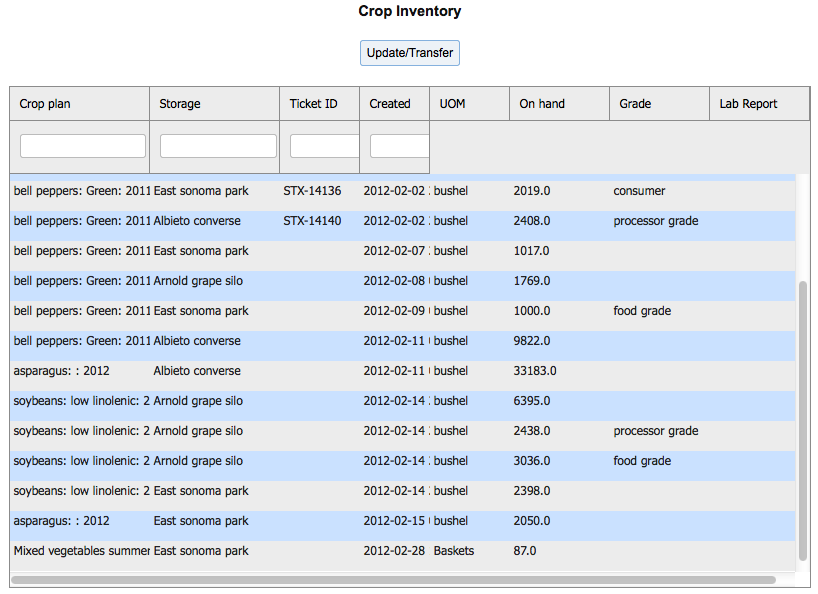 Crop Inventory
Update/Transfer
Crop plan Storage Ticket ID Created UOM On hand Grade Lab Report
bell peppers: Green: 2011 East sonoma park STX-14136 2012-02-02 bushel 2019.0 consumer
bell peppers: Green: 2011 Albieto converse STX-14140 2012-02-02 bushel 2408.0 processor grade
bell peppers: Green: 2011 East sonoma park 2012-02-07 bushel 1017.0
bell peppers: Green: 2011 Arnold grape silo 2012-02-08 bushel 1769.0
bell peppers: Green: 2011 East sonoma park 2012-02-09 bushel 1000.0 food grade
bell peppers: Green: 2011 Albieto converse 2012-02-11 bushel 9822.0
asparagus: : 2012 Albieto converse 2012-02-11 bushel 33183.0
soybeans: low linolenic: 2 Arnold grape silo 2012-02-14 bushel 6395.0
soybeans: low linolenic: 2 Arnold grape silo 2012-02-14 bushel 2438.0 processor grade
soybeans: low linolenic: 2 Arnold grape silo 2012-02-14 bushel 3036.0 food grade
soybeans: low linolenic: 2 East sonoma park 2012-02-14 bushel 2398.0
asparagus: : 2012 East sonoma park 2012-02-15 bushel 2050.0
Mixed vegetables summer East sonoma park 2012-02-28 Baskets 87.0